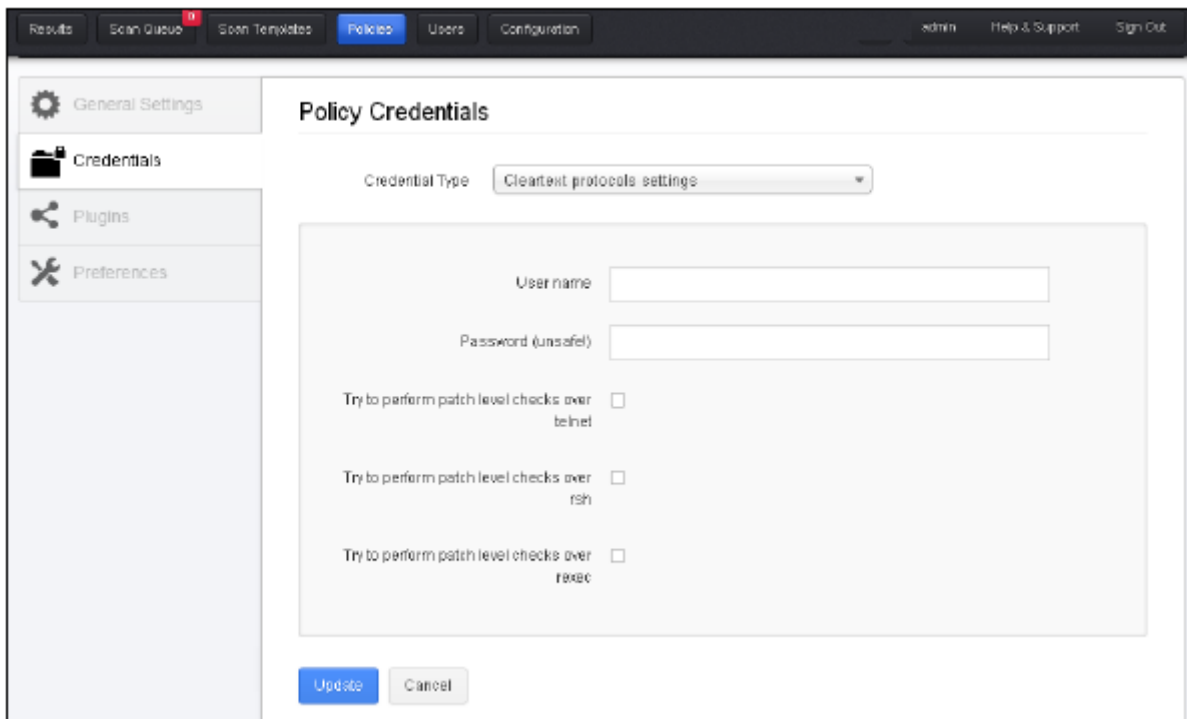 Results Scan Queue 0 Scan Templates Policies Users Configuration admin Help & Support Sign Out
General Settings
Credentials
Plugins
Preferences
Policy Credentials
Credential Type Cleartext protocols settings
User name
Password (unsafe!)
Try to perform patch level checks over
telnet
Try to perform patch level checks over
rsh
Try to perform patch level checks over
rexec
Update Cancel